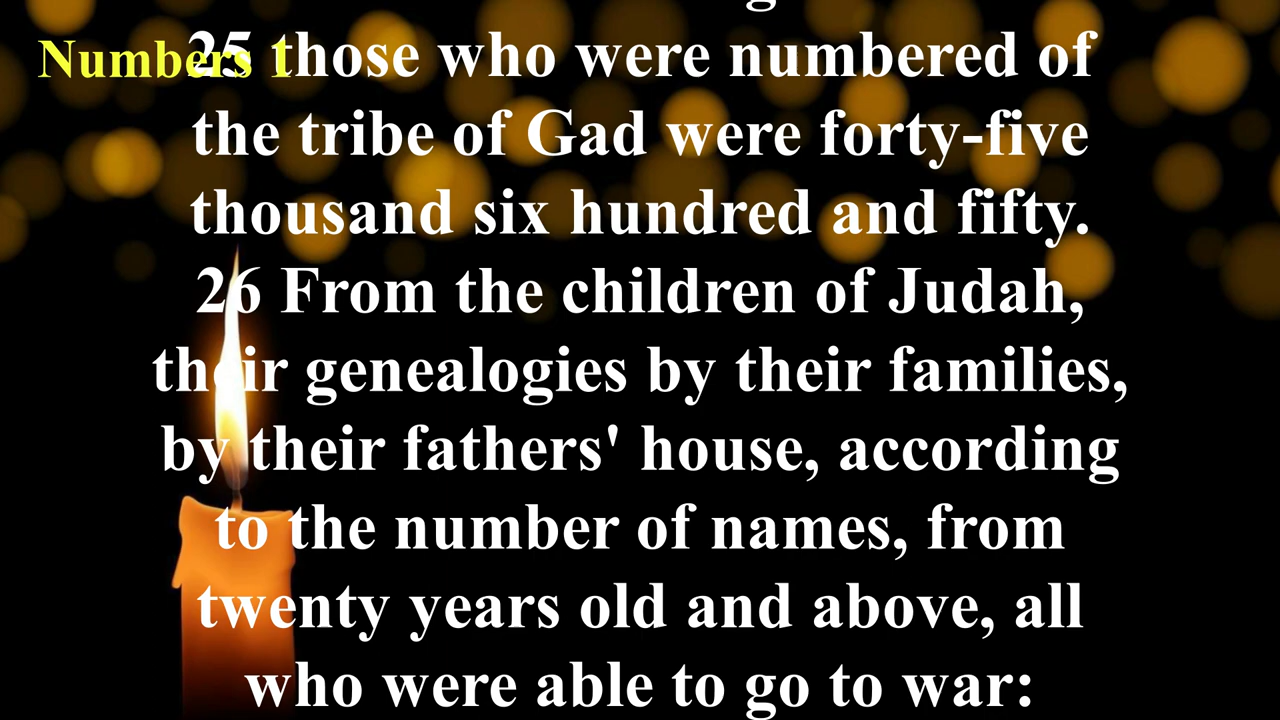 Numbers 1
25 those who were numbered of
the tribe of Gad were forty-five
thousand six hundred and fifty.
26 From the children of Judah,
their genealogies by their families,
by their fathers' house, according
to the number of names, from
twenty years old and above, all
who were able to go to war: